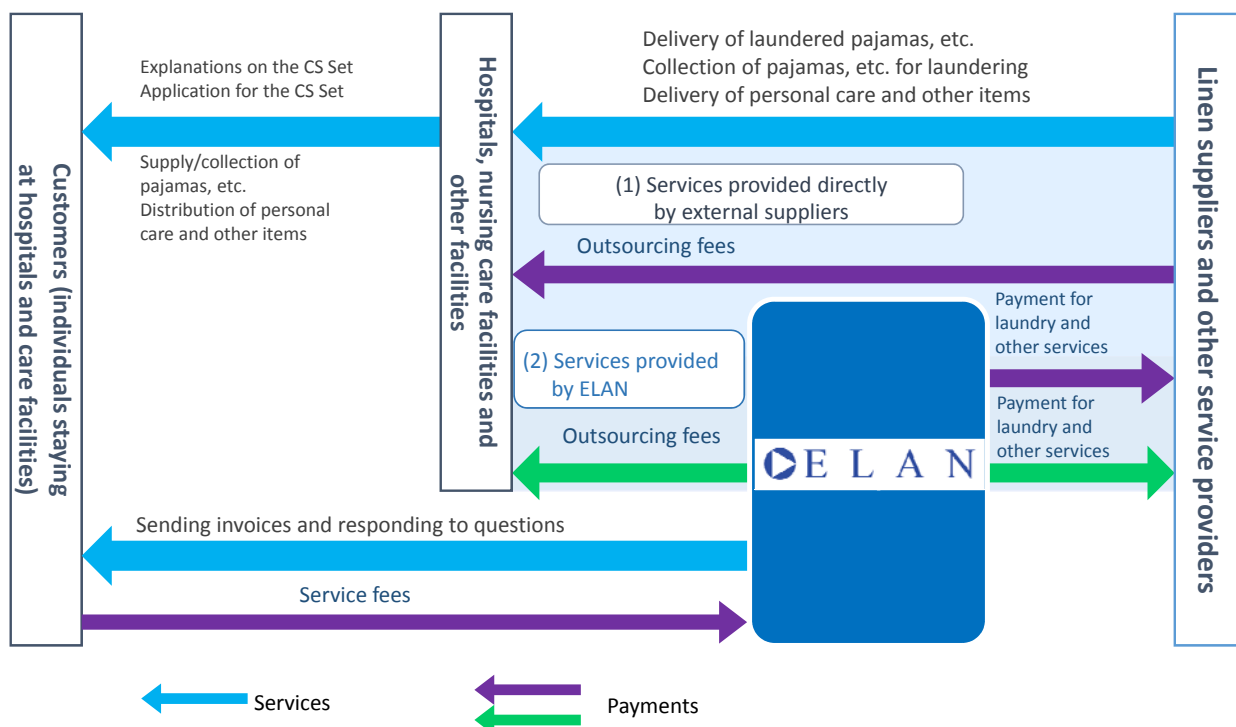 Delivery of laundered pajamas, etc.
Collection of pajamas, etc. for laundering
Delivery of personal care and other items
Explanations on the CS Set
Application for the CS Set
Supply/collection of
pajamas, etc.
Distribution of personal
care and other items
Customers (individuals staying
at hospitals and care facilities)
Hospitals, nursing care facilities and
other facilities
Linen suppliers and other service providers
(1) Services provided directly
by external suppliers
Outsourcing fees
Payment for
laundry and
other services
(2) Services provided
by ELAN
Outsourcing fees
Payment for
laundry and
other services
ELAN
Sending invoices and responding to questions
Service fees
Services
Payments